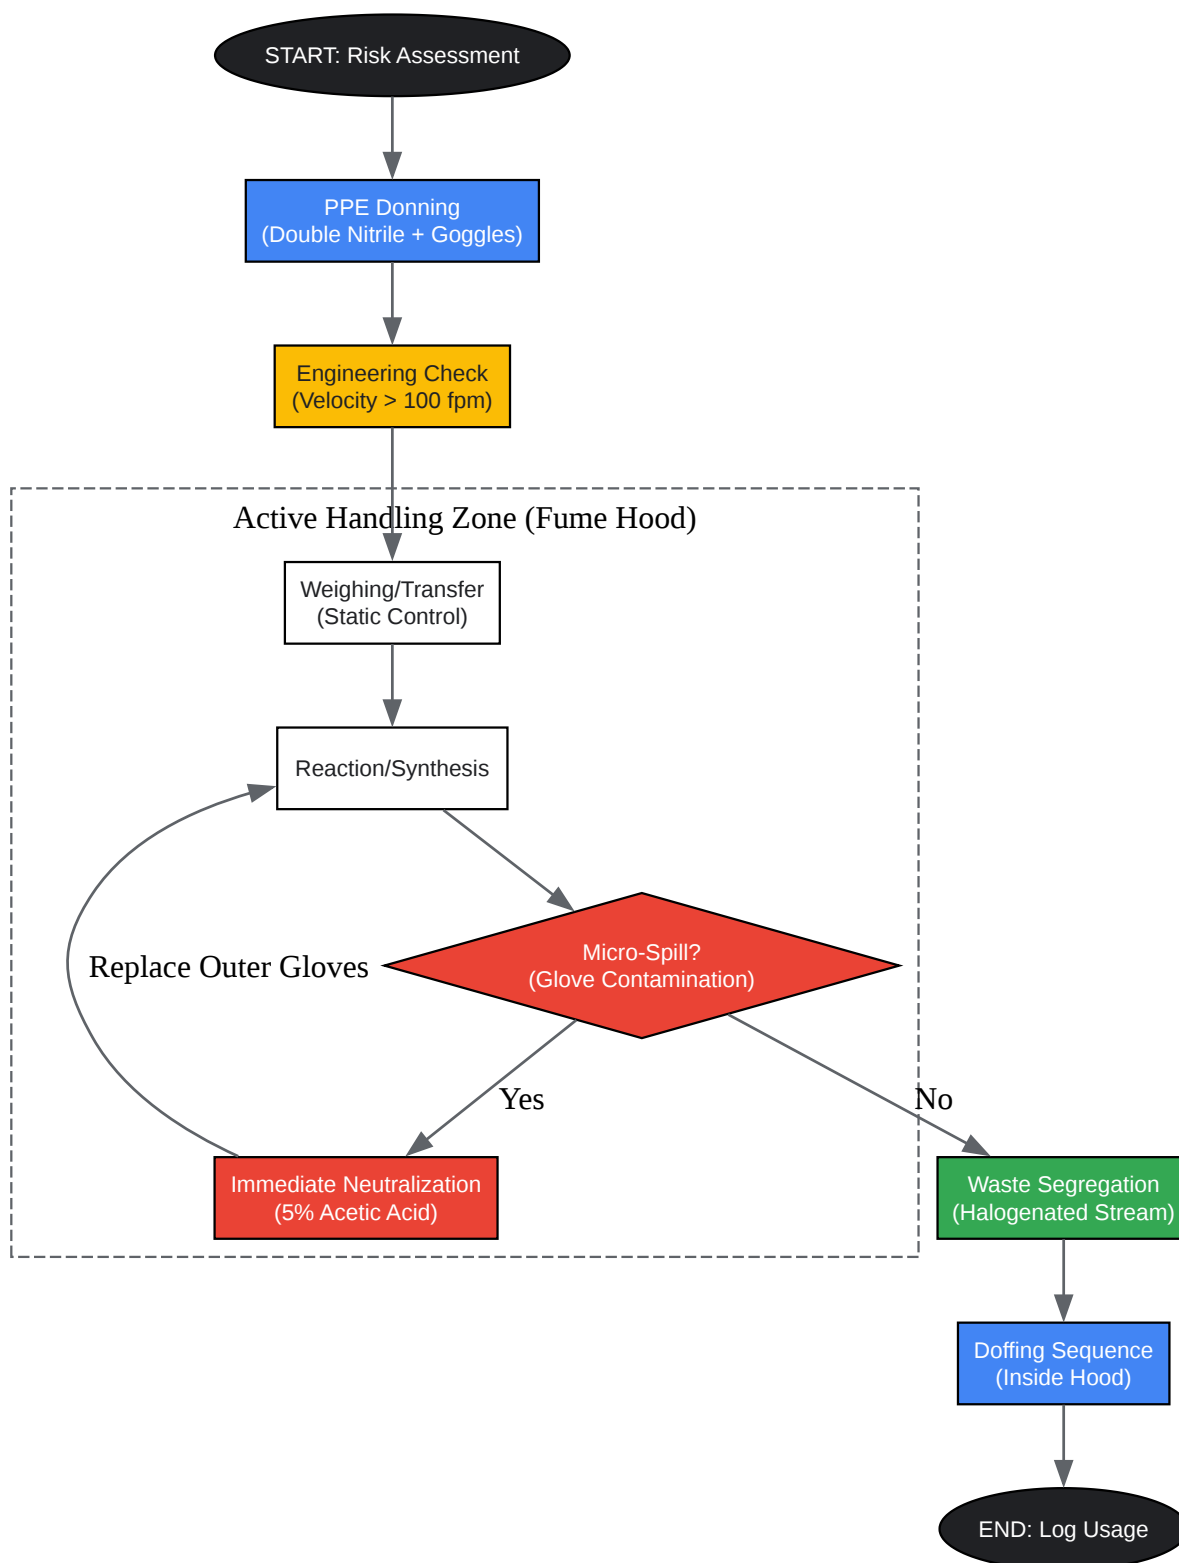 START: Risk Assessment
PPE Donning
(Double Nitrile + Goggles)
Engineering Check
(Velocity > 100 fpm)
Active Handling Zone (Fume Hood)
Weighing/Transfer
(Static Control)
Reaction/Synthesis
Micro-Spill?
(Glove Contamination)
Replace Outer Gloves
Yes
No
Immediate Neutralization
(5% Acetic Acid)
Waste Segregation
(Halogenated Stream)
Doffing Sequence
(Inside Hood)
END: Log Usage